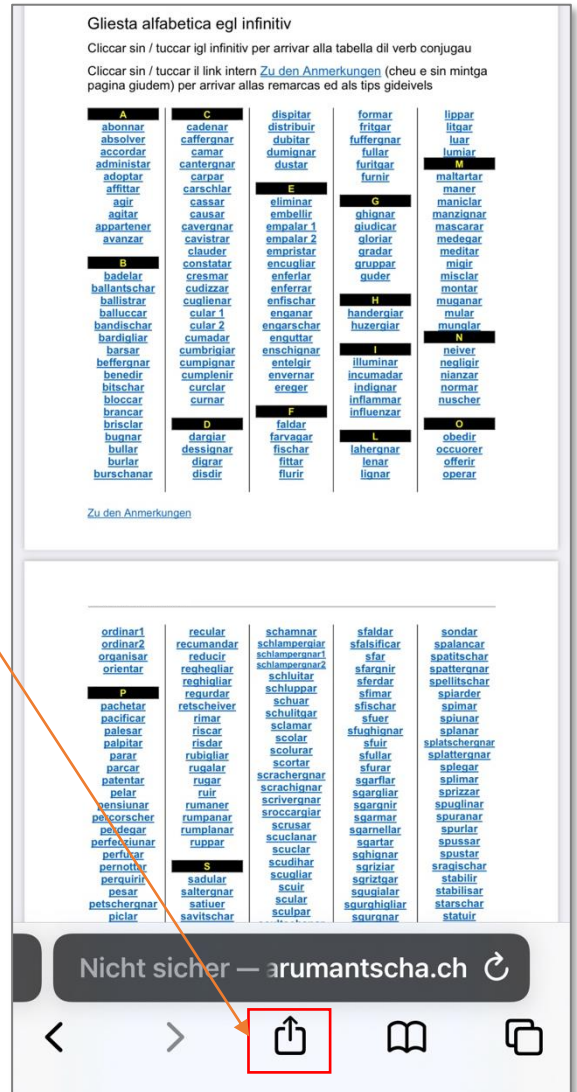 Gliesta alfabetica egl infinitiv
Cliccar sin / tuccar igl infinitiv per arrivar alla tabella dil verb conjugau
Cliccar sin / tuccar il link intern Zu den Anmerkungen (cheu e sin mintga
pagina giudem) per arrivar allas remarcas ed als tips gideivels
A
abonnar
absolver
accordar
administar
adoptar
affittar
agir
agitar
appartener
avanzar
B
badelar
ballantschar
ballistrar
balluccar
bandischar
bardigliar
barsar
beffergnar
benedir
bitschar
bloccar
brancar
brisclar
bugnar
bullar
burlar
burschanar
C
cadenar
caffergnar
camar
cantergnar
carpar
carschlar
cassar
causar
cavergnar
cavistrar
clauder
constatar
cresmar
cudizzar
cuglienar
cular 1
cular 2
cumadar
cumbrigiar
cumpignar
cumplenir
curclar
curnar
D
dargiar
dessignar
digrar
disdir
dispitar
distribuir
dubitar
dumignar
dustar
E
eliminar
embellir
empalar 1
empalar 2
empristar
encugliar
enferlar
enferrar
enfischar
enganar
engarschar
enguttar
enschignar
entelgir
envernar
ereger
F
faldar
farvagar
fischar
fittar
flurir
formar
fritgar
fuffergnar
fullar
furitgar
furnir
G
ghignar
giudicar
gloriar
gradar
gruppar
guder
H
handergiar
huzergiar
I
illuminar
incumadar
indignar
inflammar
influenzar
L
lahergnar
lenar
lignar
lippar
litgar
luar
lumiar
M
maltartar
maner
maniclar
manzignar
mascarar
medegar
meditar
migir
misclar
montar
muganar
mular
munglar
N
neiver
negligir
nianzar
normar
nuscher
O
obedir
occuorer
offerir
operar
Zu den Anmerkungen
ordinar1
ordinar2
organisar
orientar
P
pachetar
pacificar
palesar
palpitar
parar
parcar
patentar
pelar
pensiunar
percorscher
perdegar
perfecziunar
perfurar
pernottar
perquirir
pesar
petschergnar
piclar
recular
recumandar
reducir
reghegliar
reghigliar
regurdar
retscheiver
rimar
riscar
risdar
rubigliar
rugalar
rugar
ruir
rumaner
rumpanar
rumplanar
ruppar
S
sadular
saltergnar
satiuer
savitschar
schamnar
schlampergiar
schlampergnar1
schlampergnar2
schluitar
schluppar
schuar
schulitgar
sclamar
scolar
scolurar
scortar
scrachergnar
scrachignar
scrivergnar
sroccargiar
scrusar
scuclanar
scuclar
scudihar
scugliar
scuir
scular
sculpar
sfaldar
sfalsificar
sfar
sfargnir
sferdar
sfimar
sfischar
sfuer
sfughignar
sfuir
sfullar
sfurar
sgarflar
sgargliar
sgargnir
sgarmar
sgarnellar
sgartar
sghignar
sgriziar
sgriztgar
sgugialar
sgurghigliar
sgurgnar
sondar
spalancar
spatitschar
spattergnar
spellitschar
spiarder
spimar
spiunar
splanar
splatschergnar
splattergnar
splegar
splimar
sprizzar
spuglinar
spuranar
spurlar
spussar
spustar
sragischar
stabilir
stabilisar
starschar
statuir
Nicht sicher — arumantscha.ch